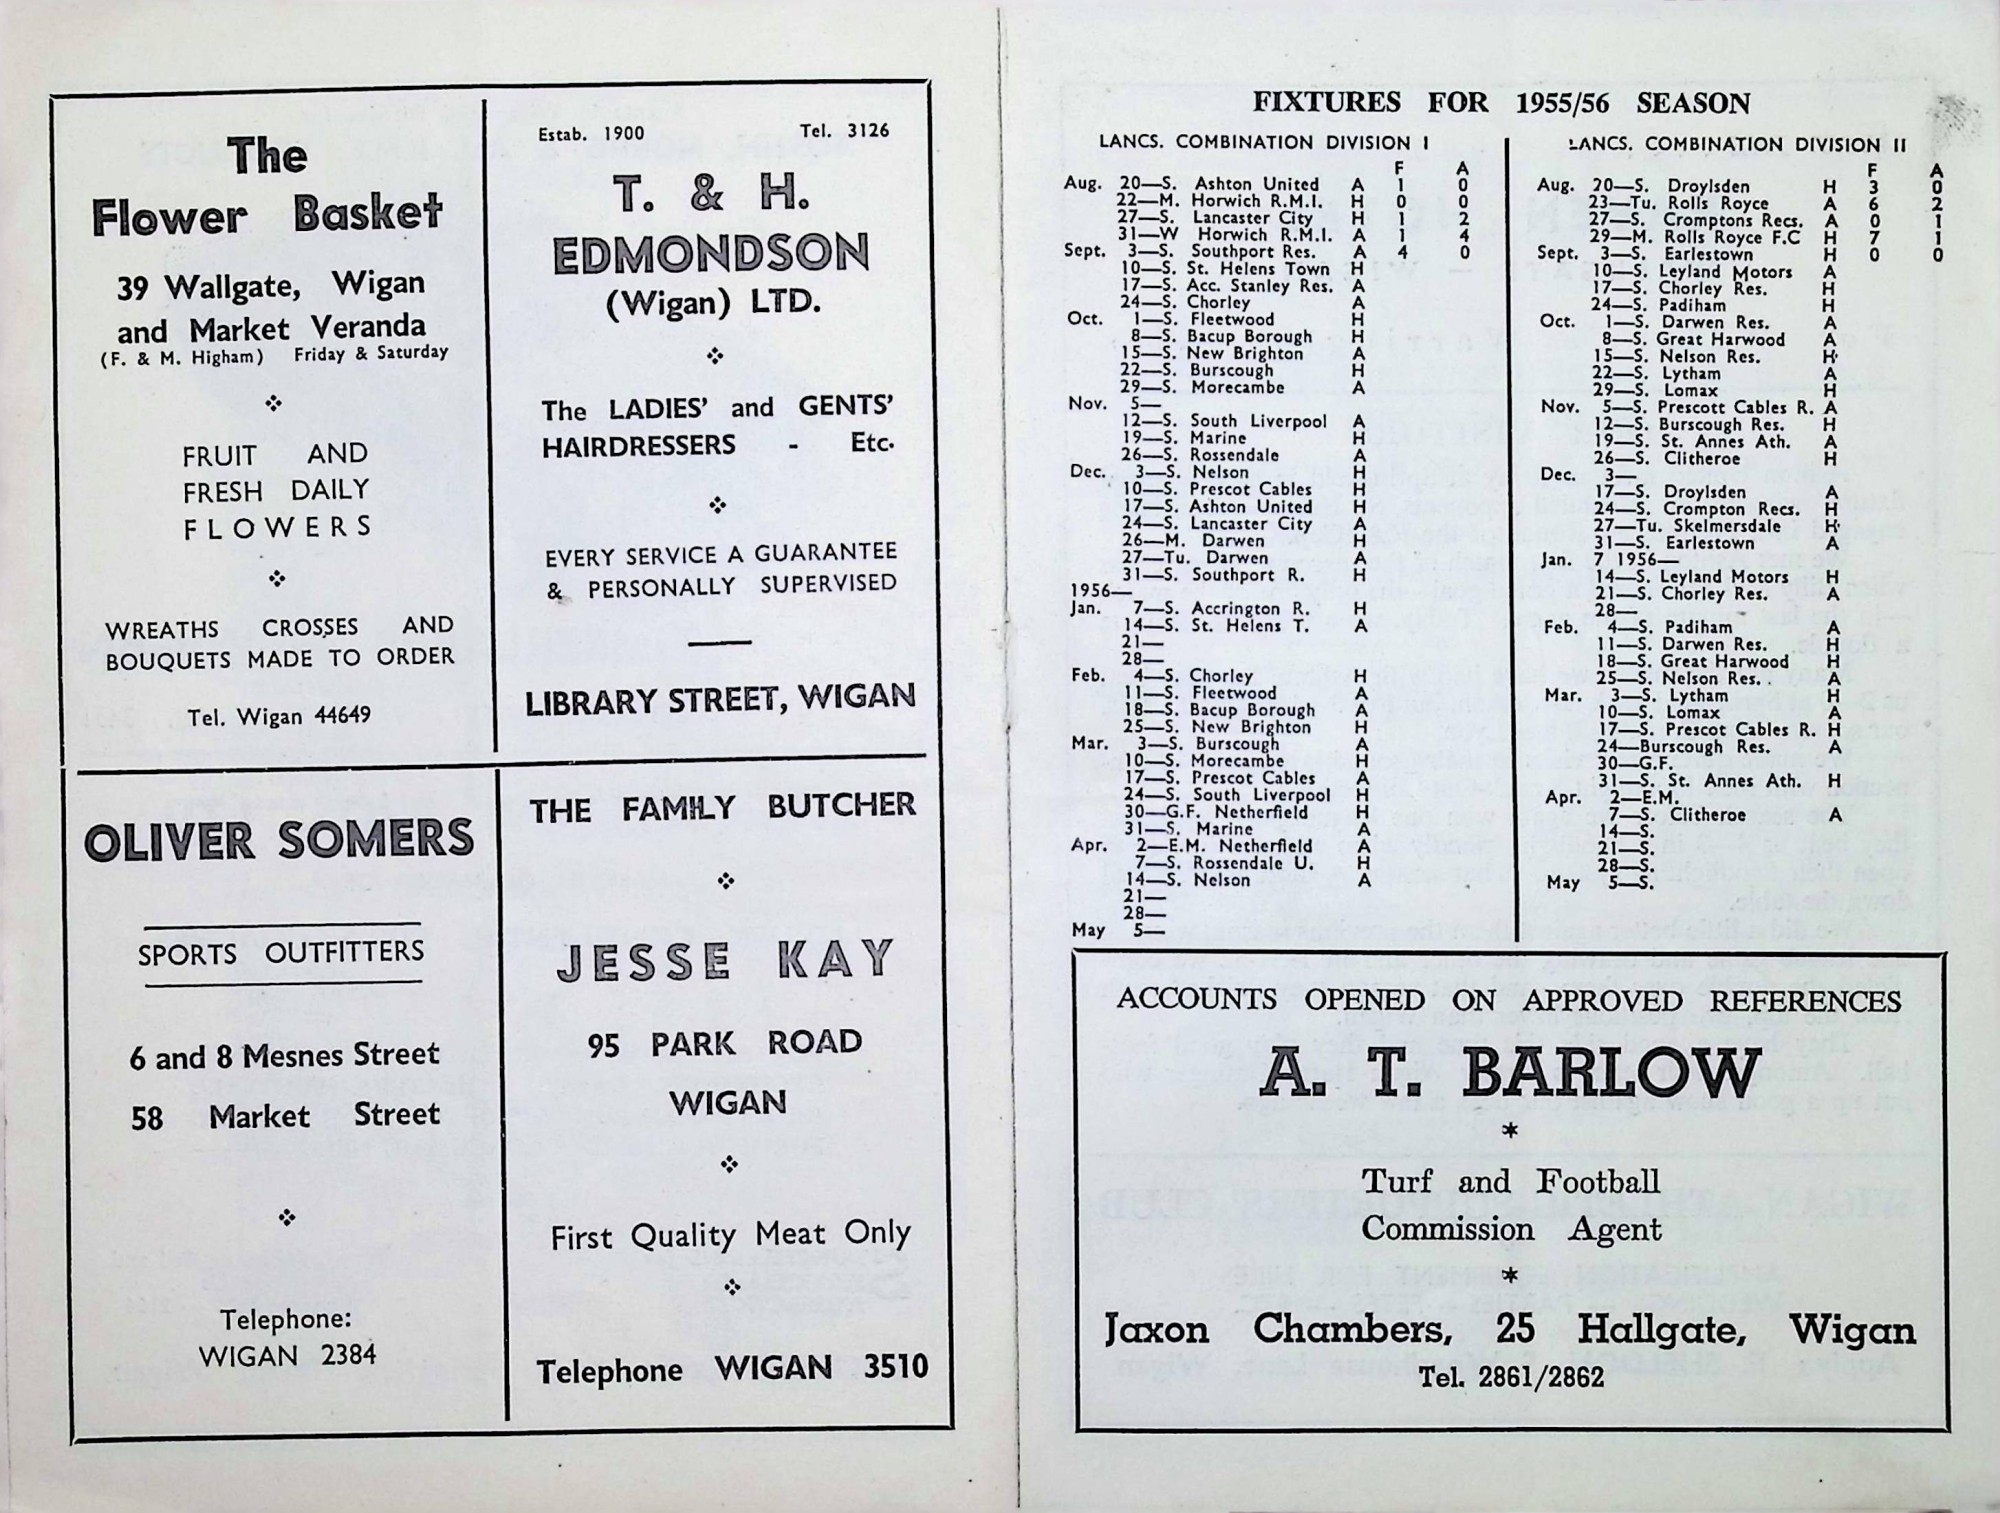 The
Flower Basket
39 Wallgate, Wigan
and Market Veranda
(F. & M. Higham) Friday & Saturday
FRUIT AND
FRESH DAILY
FLOWERS
WREATHS CROSSES AND
BOUQUETS MADE TO ORDER
Tel. Wigan 44649
Estab. 1900 Tel. 3126
T. & H.
EDMONDSON
(Wigan) LTD.
The LADIES' and GENTS'
HAIRDRESSERS - Etc.
EVERY SERVICE A GUARANTEE
& PERSONALLY SUPERVISED
LIBRARY STREET, WIGAN
OLIVER SOMERS
SPORTS OUTFITTERS
6 and 8 Mesnes Street
58 Market Street
Telephone:
WIGAN 2384
THE FAMILY BUTCHER
JESSE KAY
95 PARK ROAD
WIGAN
First Quality Meat Only
Telephone WIGAN 3510
FIXTURES FOR 1955/56 SEASON
LANCS. COMBINATION DIVISION I
F A
Aug. 20—S. Ashton United A 1 0
22—M. Horwich R.M.I. H 0 0
27—S. Lancaster City H 1 2
31—W Horwich R.M.I. A 1 4
Sept. 3—S. Southport Res. A 4 0
10—S. St. Helens Town H
17—S. Acc. Stanley Res. A
24—S. Chorley A
Oct. 1—S. Fleetwood H
8—S. Bacup Borough H
15—S. New Brighton A
22—S. Burscough H
29—S. Morecambe A
Nov. 5—
12—S. South Liverpool A
19—S. Marine H
26—S. Rossendale A
Dec. 3—S. Nelson H
10—S. Prescot Cables H
17—S. Ashton United H
24—S. Lancaster City A
26—M. Darwen H
27—Tu. Darwen A
31—S. Southport R. H
1956—
Jan. 7—S. Accrington R. H
14—S. St. Helens T. A
21—
28—
Feb. 4—S. Chorley H
11—S. Fleetwood A
18—S. Bacup Borough A
25—S. New Brighton H
Mar. 3—S. Burscough A
10—S. Morecambe H
17—S. Prescot Cables A
24—S. South Liverpool H
30—G.F. Netherfield H
31—S. Marine A
Apr. 2—E.M. Netherfield A
7—S. Rossendale U. H
14—S. Nelson A
21—
28—
May 5—
LANCS. COMBINATION DIVISION II
F A
Aug. 20—S. Droylsden H 3 0
23—Tu. Rolls Royce A 6 2
27—S. Cromptons Recs. A 0 1
29—M. Rolls Royce F.C H 7 1
Sept. 3—S. Earlestown H 0 0
10—S. Leyland Motors A
17—S. Chorley Res. H
24—S. Padiham H
Oct. 1—S. Darwen Res. A
8—S. Great Harwood A
15—S. Nelson Res. H
22—S. Lytham A
29—S. Lomax H
Nov. 5—S. Prescott Cables R. A
12—S. Burscough Res. H
19—S. St. Annes Ath. A
26—S. Clitheroe H
Dec. 3—
17—S. Droylsden A
24—S. Crompton Recs. H
27—Tu. Skelmersdale H
31—S. Earlestown A
Jan. 7 1956—
14—S. Leyland Motors H
21—S. Chorley Res. A
28—
Feb. 4—S. Padiham A
11—S. Darwen Res. H
18—S. Great Harwood H
25—S. Nelson Res. A
Mar. 3—S. Lytham H
10—S. Lomax A
17—S. Prescot Cables R. H
24—Burscough Res. A
30—G.F.
31—S. St. Annes Ath. H
Apr. 2—E.M.
7—S. Clitheroe A
14—S.
21—S.
28—S.
May 5—S.
ACCOUNTS OPENED ON APPROVED REFERENCES
A. T. BARLOW
Turf and Football
Commission Agent
Jaxon Chambers, 25 Hallgate, Wigan
Tel. 2861/2862